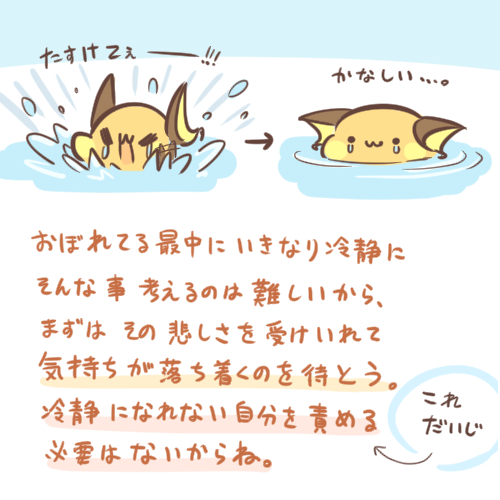 たすけてぇ——!!!
かなしい…。
おぼれてる最中にいきなり冷静に
そんな事考えるのは難しいから、
まずはその悲しさを受けいれて
気持ちが落ち着くのを待とう。
冷静になれない自分を責める
必要はないからね。
これ
だいじ